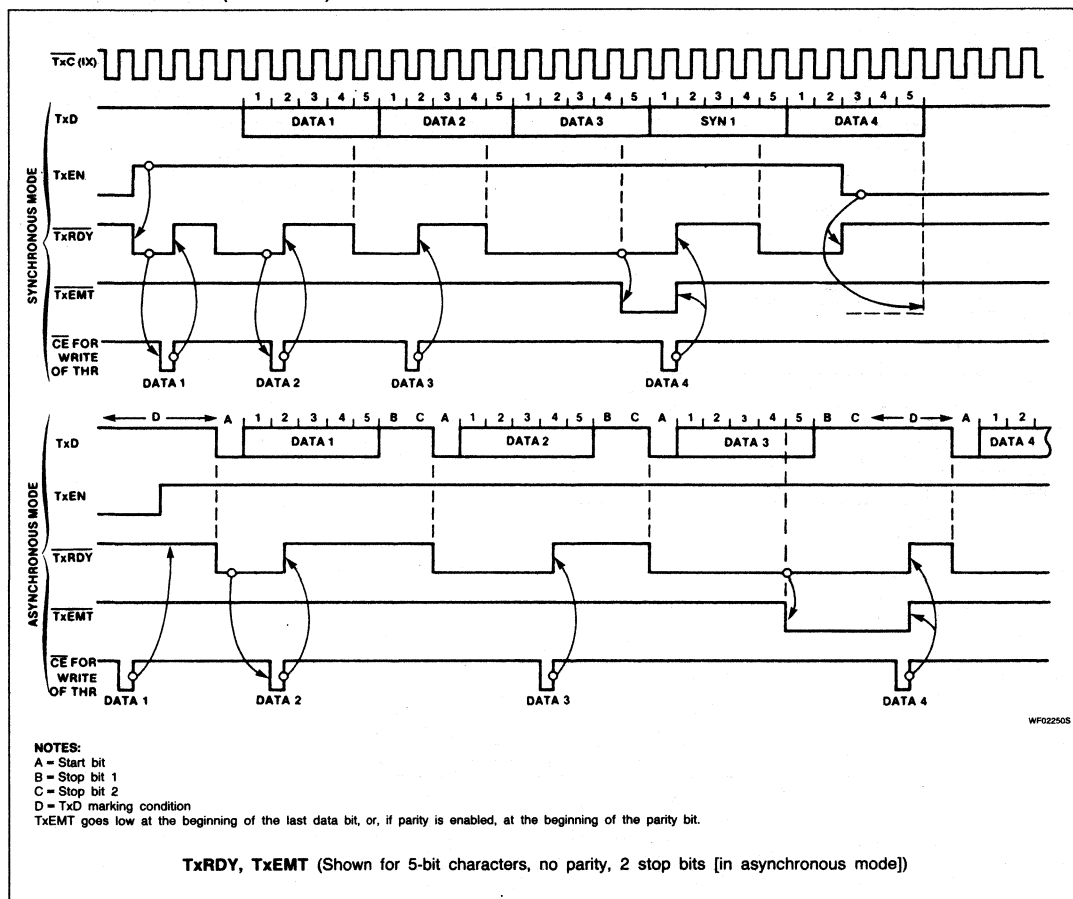 TxC (IX)
1 2 3 4 5 1 2 3 4 5 1 2 3 4 5 1 2 3 4 5 1 2 3 4 5
TxD
DATA 1 DATA 2 DATA 3 SYN 1 DATA 4
TxEN
SYNCHRONOUS MODE
TxRDY
TxEMT
CE FOR
WRITE
OF THR
DATA 1 DATA 2 DATA 3 DATA 4
D A 1 2 3 4 5 B C A 1 2 3 4 5 B C A 1 2 3 4 5 B C D A 1 2
TxD
DATA 1 DATA 2 DATA 3 DATA 4
TxEN
ASYNCHRONOUS MODE
TxRDY
TxEMT
CE FOR
WRITE
OF THR
DATA 1 DATA 2 DATA 3 DATA 4
WF02250S
NOTES:
A = Start bit
B = Stop bit 1
C = Stop bit 2
D = TxD marking condition
TxEMT goes low at the beginning of the last data bit, or, if parity is enabled, at the beginning of the parity bit.
TxRDY, TxEMT (Shown for 5-bit characters, no parity, 2 stop bits [in asynchronous mode])